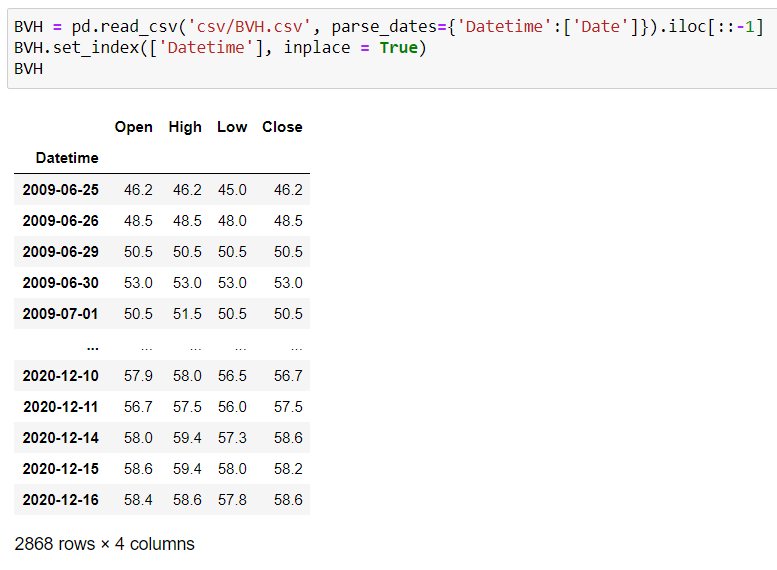 BVH = pd.read_csv('csv/BVH.csv', parse_dates={'Datetime':['Date']}).iloc[::-1]
BVH.set_index(['Datetime'], inplace = True)
BVH
Open High Low Close
Datetime
2009-06-25 46.2 46.2 45.0 46.2
2009-06-26 48.5 48.5 48.0 48.5
2009-06-29 50.5 50.5 50.5 50.5
2009-06-30 53.0 53.0 53.0 53.0
2009-07-01 50.5 51.5 50.5 50.5
... ... ... ... ...
2020-12-10 57.9 58.0 56.5 56.7
2020-12-11 56.7 57.5 56.0 57.5
2020-12-14 58.0 59.4 57.3 58.6
2020-12-15 58.6 59.4 58.0 58.2
2020-12-16 58.4 58.6 57.8 58.6
2868 rows × 4 columns